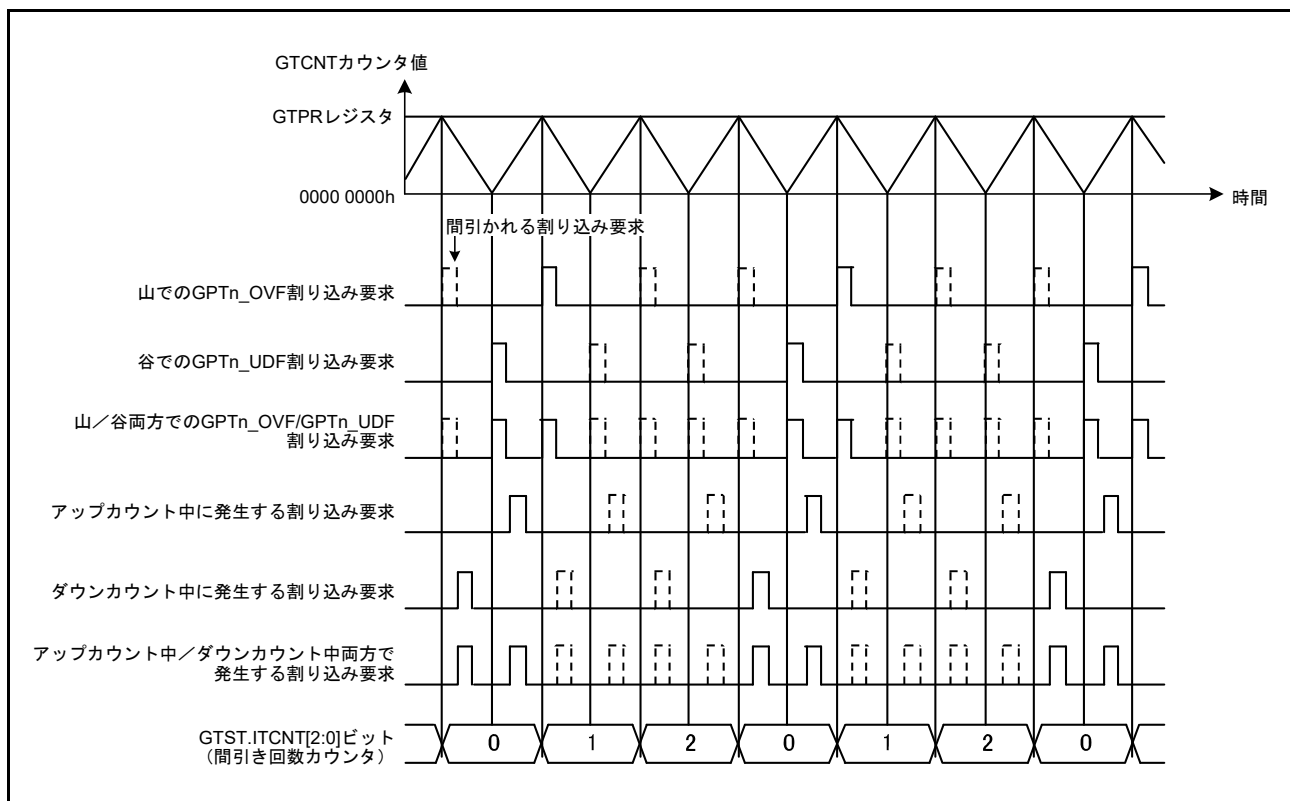 GTCNTカウンタ値
GTPRレジスタ
0000 0000h
時間
間引かれる割り込み要求
山でのGPTn_OVF割り込み要求
谷でのGPTn_UDF割り込み要求
山/谷両方でのGPTn_OVF/GPTn_UDF
割り込み要求
アップカウント中に発生する割り込み要求
ダウンカウント中に発生する割り込み要求
アップカウント中/ダウンカウント中両方で
発生する割り込み要求
GTST.ITCNT[2:0]ビット
(間引き回数カウンタ)
0 1 2 0 1 2 0